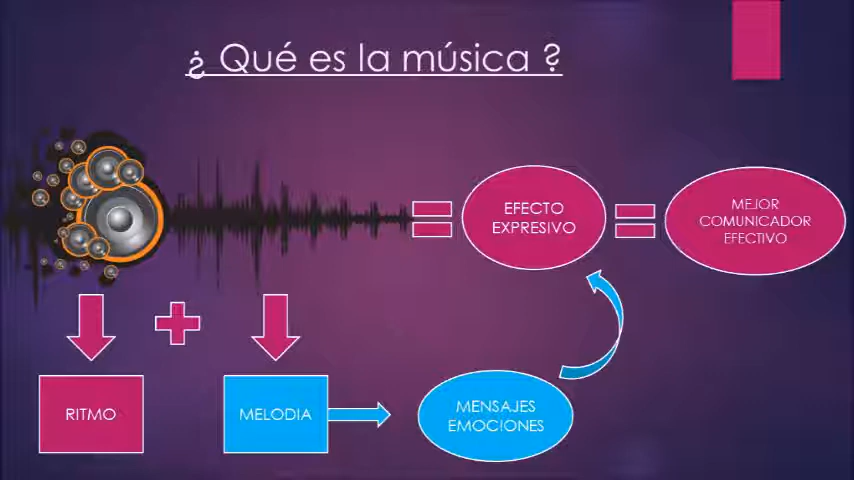 ¿ Qué es la música ?
EFECTO
EXPRESIVO
MEJOR
COMUNICADOR
EFECTIVO
RITMO
MELODIA
MENSAJES
EMOCIONES